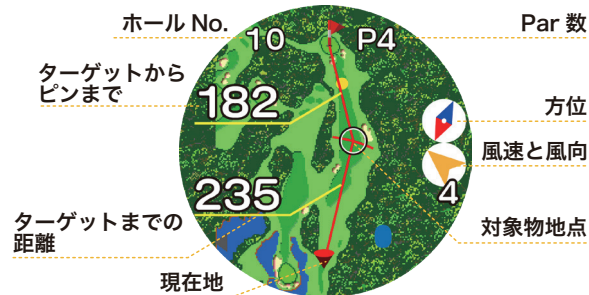 ホール No.
10
P4
Par 数
ターゲットから
ピンまで
182
方位
風速と風向
4
235
ターゲットまでの
距離
対象物地点
現在地